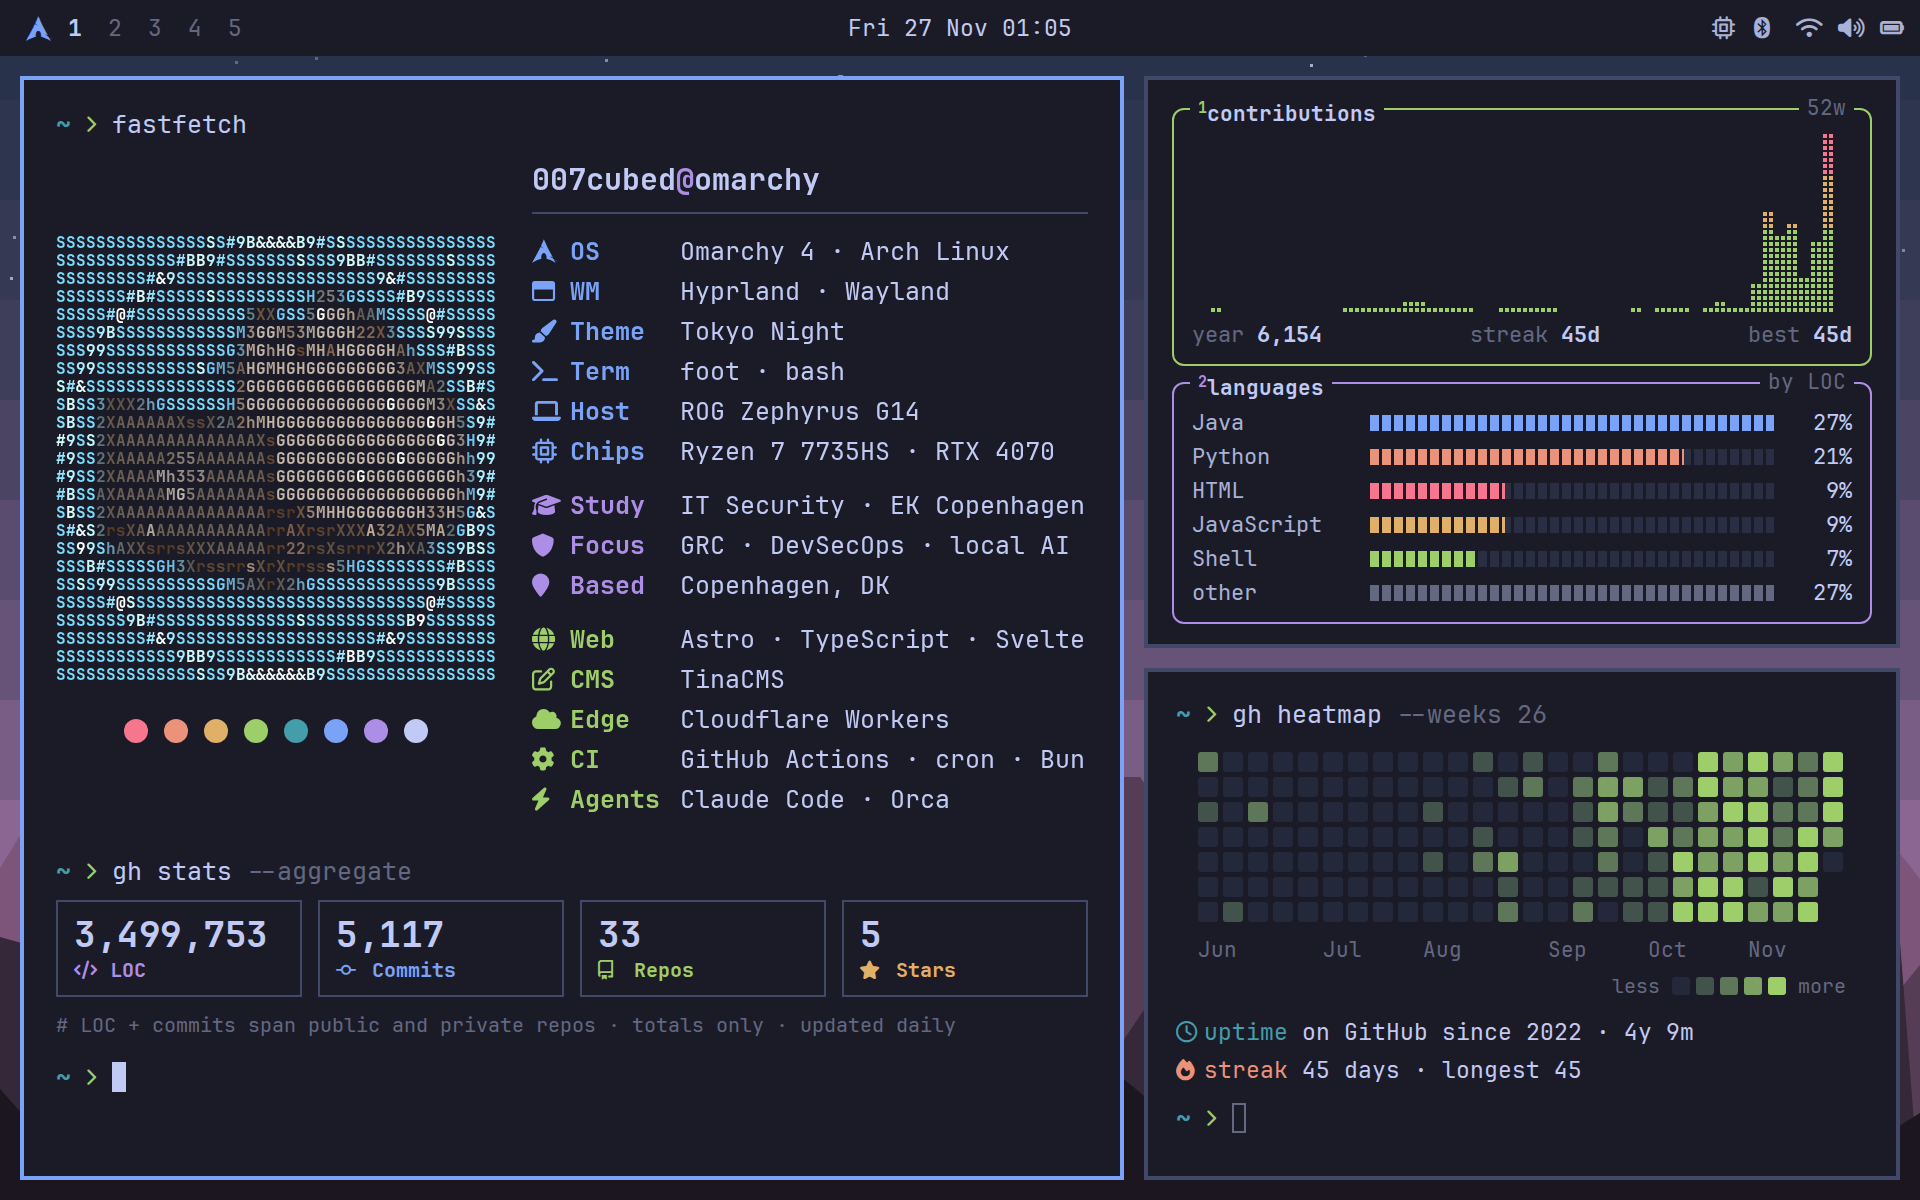 1 2 3 4 5
Fri 27 Nov 01:05
~ > fastfetch
007cubed@omarchy
OS Omarchy 4 · Arch Linux
WM Hyprland · Wayland
Theme Tokyo Night
Term foot · bash
Host ROG Zephyrus G14
Chips Ryzen 7 7735HS · RTX 4070
Study IT Security · EK Copenhagen
Focus GRC · DevSecOps · local AI
Based Copenhagen, DK
Web Astro · TypeScript · Svelte
CMS TinaCMS
Edge Cloudflare Workers
CI GitHub Actions · cron · Bun
Agents Claude Code · Orca
~ > gh stats --aggregate
3,499,753
LOC
5,117
Commits
33
Repos
5
Stars
# LOC + commits span public and private repos · totals only · updated daily
~ >
1contributions 52w
year 6,154 streak 45d best 45d
2languages by LOC
Java 27%
Python 21%
HTML 9%
JavaScript 9%
Shell 7%
other 27%
~ > gh heatmap --weeks 26
Jun Jul Aug Sep Oct Nov
less more
uptime on GitHub since 2022 · 4y 9m
streak 45 days · longest 45
~ >